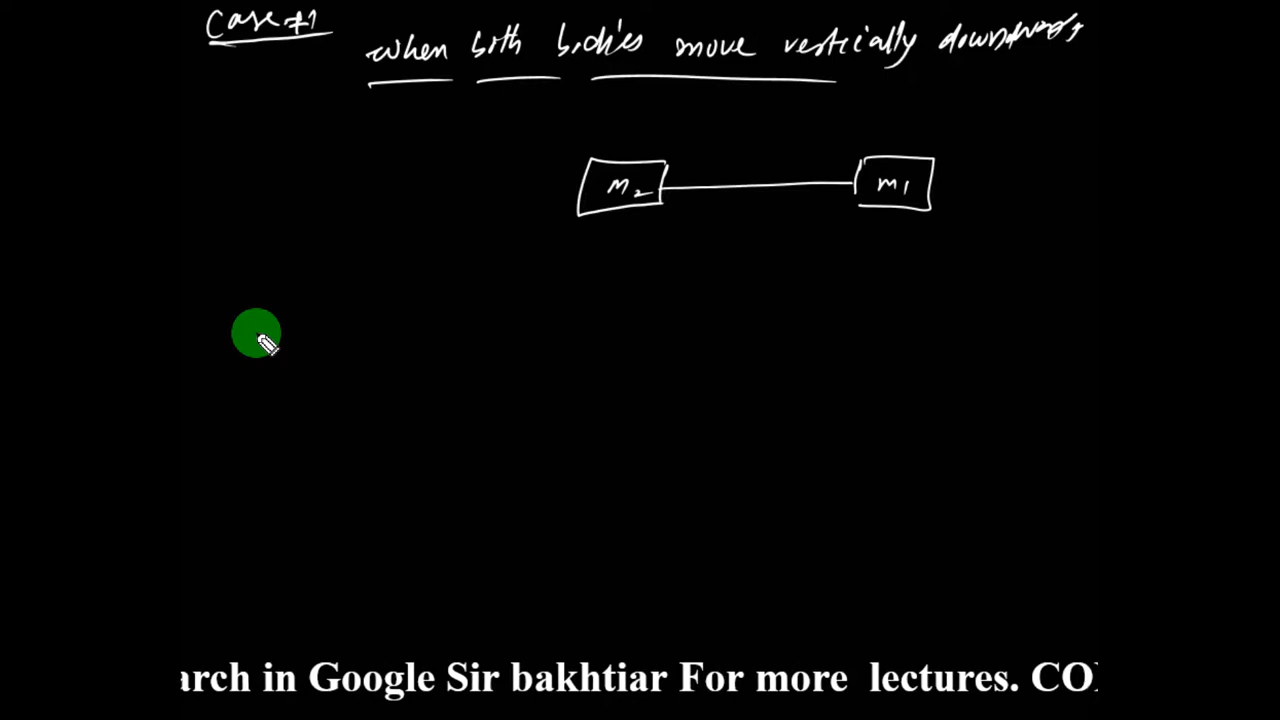 Case #1
when both bodies move vertically downwards
m2 m1
arch in Google Sir bakhtiar For more lectures. CO